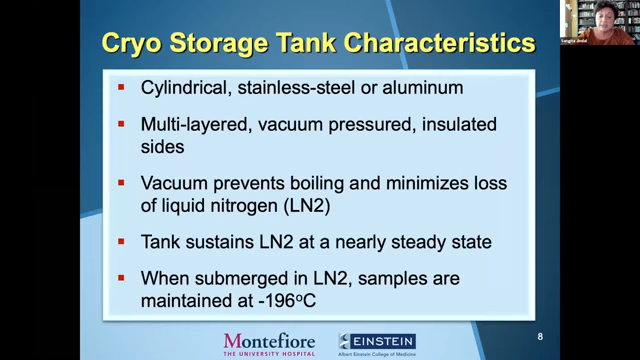 Cryo Storage Tank Characteristics
Cylindrical, stainless-steel or aluminum
Multi-layered, vacuum pressured, insulated
sides
Vacuum prevents boiling and minimizes loss
of liquid nitrogen (LN2)
Tank sustains LN2 at a nearly steady state
When submerged in LN2, samples are
maintained at -196oC
Montefiore
THE UNIVERSITY HOSPITAL
EINSTEIN
Albert Einstein College of Medicine
8
Sangita Jindal